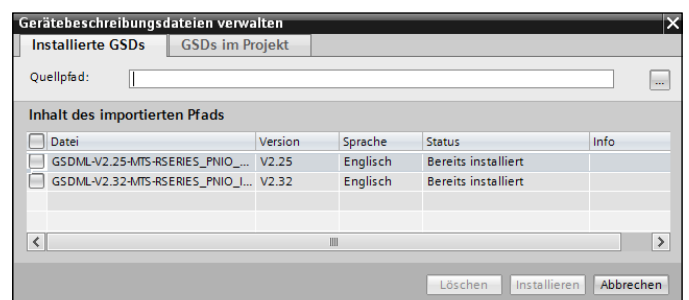 Gerätebeschreibungsdateien verwalten
Installierte GSDs GSDs im Projekt
Quellpfad:
...
Inhalt des importierten Pfads
Datei Version Sprache Status Info
GSDML-V2.25-MTS-RSERIES_PNIO_... V2.25 Englisch Bereits installiert
GSDML-V2.32-MTS-RSERIES_PNIO_I... V2.32 Englisch Bereits installiert
Löschen Installieren Abbrechen